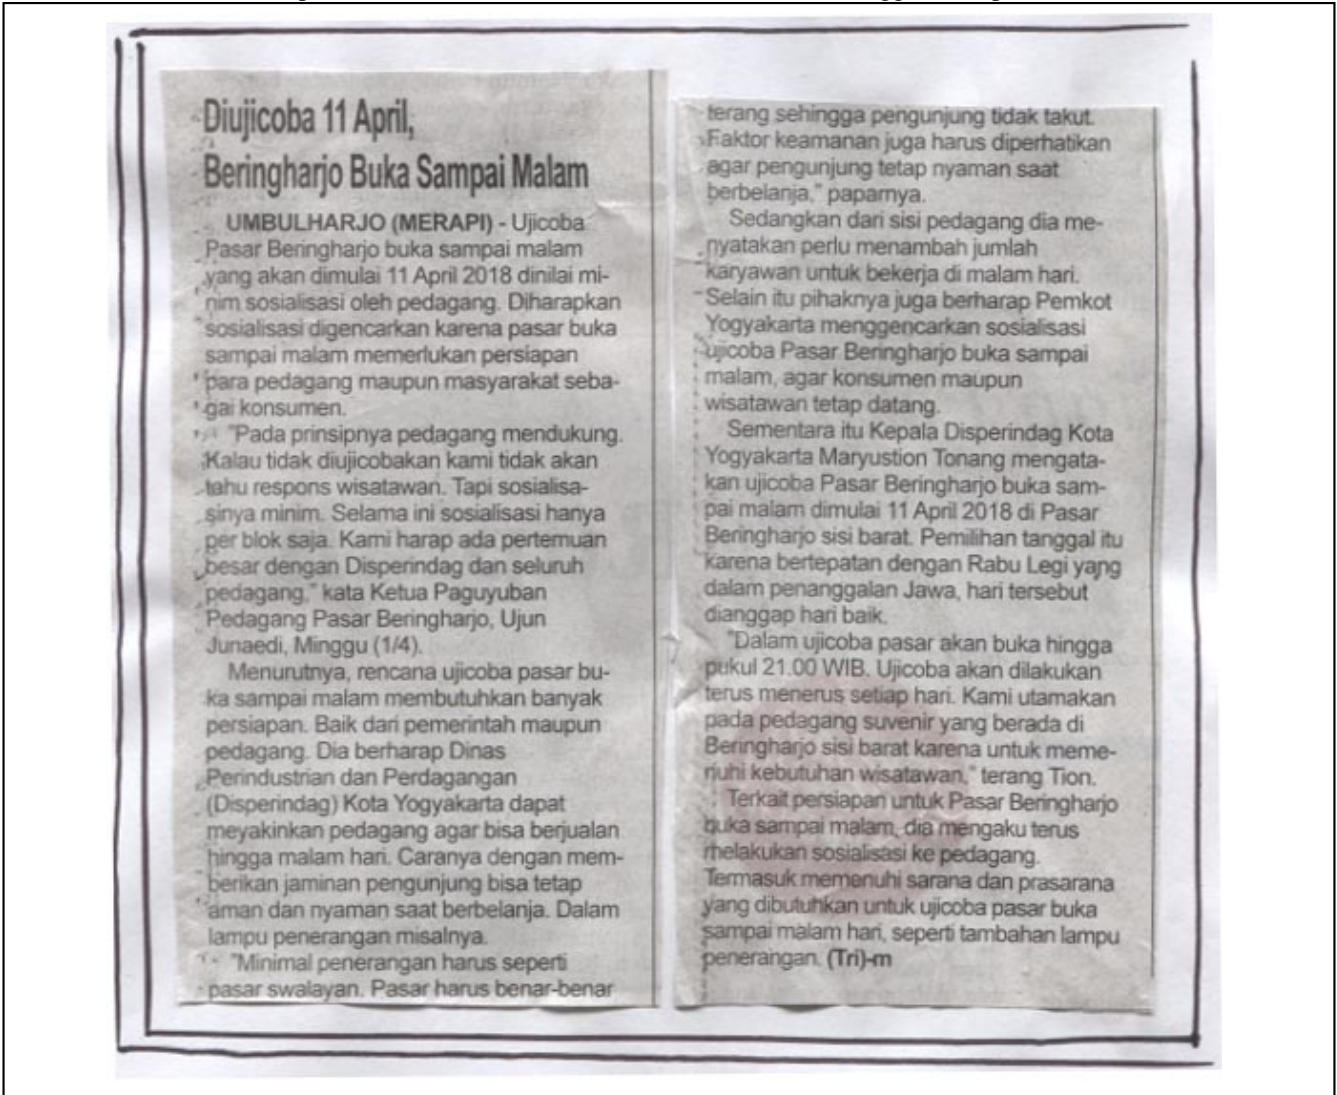 Diujicoba 11 April,
Beringharjo Buka Sampai Malam
UMBULHARJO (MERAPI) - Ujicoba
Pasar Beringharjo buka sampai malam
yang akan dimulai 11 April 2018 dinilai mi-
nim sosialisasi oleh pedagang. Diharapkan
sosialisasi digencarkan karena pasar buka
sampai malam memerlukan persiapan
para pedagang maupun masyarakat seba-
gai konsumen.
"Pada prinsipnya pedagang mendukung.
Kalau tidak diujicobakan kami tidak akan
tahu respons wisatawan. Tapi sosialisa-
sinya minim. Selama ini sosialisasi hanya
per blok saja. Kami harap ada pertemuan
besar dengan Disperindag dan seluruh
pedagang," kata Ketua Paguyuban
Pedagang Pasar Beringharjo, Ujun
Junaedi, Minggu (1/4).
Menurutnya, rencana ujicoba pasar bu-
ka sampai malam membutuhkan banyak
persiapan. Baik dari pemerintah maupun
pedagang. Dia berharap Dinas
Perindustrian dan Perdagangan
(Disperindag) Kota Yogyakarta dapat
meyakinkan pedagang agar bisa berjualan
hingga malam hari. Caranya dengan mem-
berikan jaminan pengunjung bisa tetap
aman dan nyaman saat berbelanja. Dalam
lampu penerangan misalnya.
"Minimal penerangan harus seperti
pasar swalayan. Pasar harus benar-benar
terang sehingga pengunjung tidak takut.
Faktor keamanan juga harus diperhatikan
agar pengunjung tetap nyaman saat
berbelanja," paparnya.
Sedangkan dari sisi pedagang dia me-
nyatakan perlu menambah jumlah
karyawan untuk bekerja di malam hari.
Selain itu pihaknya juga berharap Pemkot
Yogyakarta menggencarkan sosialisasi
ujicoba Pasar Beringharjo buka sampai
malam, agar konsumen maupun
wisatawan tetap datang.
Sementara itu Kepala Disperindag Kota
Yogyakarta Maryustion Tonang mengata-
kan ujicoba Pasar Beringharjo buka sam-
pai malam dimulai 11 April 2018 di Pasar
Beringharjo sisi barat. Pemilihan tanggal itu
karena bertepatan dengan Rabu Legi yang
dalam penanggalan Jawa, hari tersebut
dianggap hari baik.
"Dalam ujicoba pasar akan buka hingga
pukul 21.00 WIB. Ujicoba akan dilakukan
terus menerus setiap hari. Kami utamakan
pada pedagang suvenir yang berada di
Beringharjo sisi barat karena untuk meme-
nuhi kebutuhan wisatawan," terang Tion.
Terkait persiapan untuk Pasar Beringharjo
buka sampai malam, dia mengaku terus
melakukan sosialisasi ke pedagang.
Termasuk memenuhi sarana dan prasarana
yang dibutuhkan untuk ujicoba pasar buka
sampai malam hari, seperti tambahan lampu
penerangan. (Tri)-m